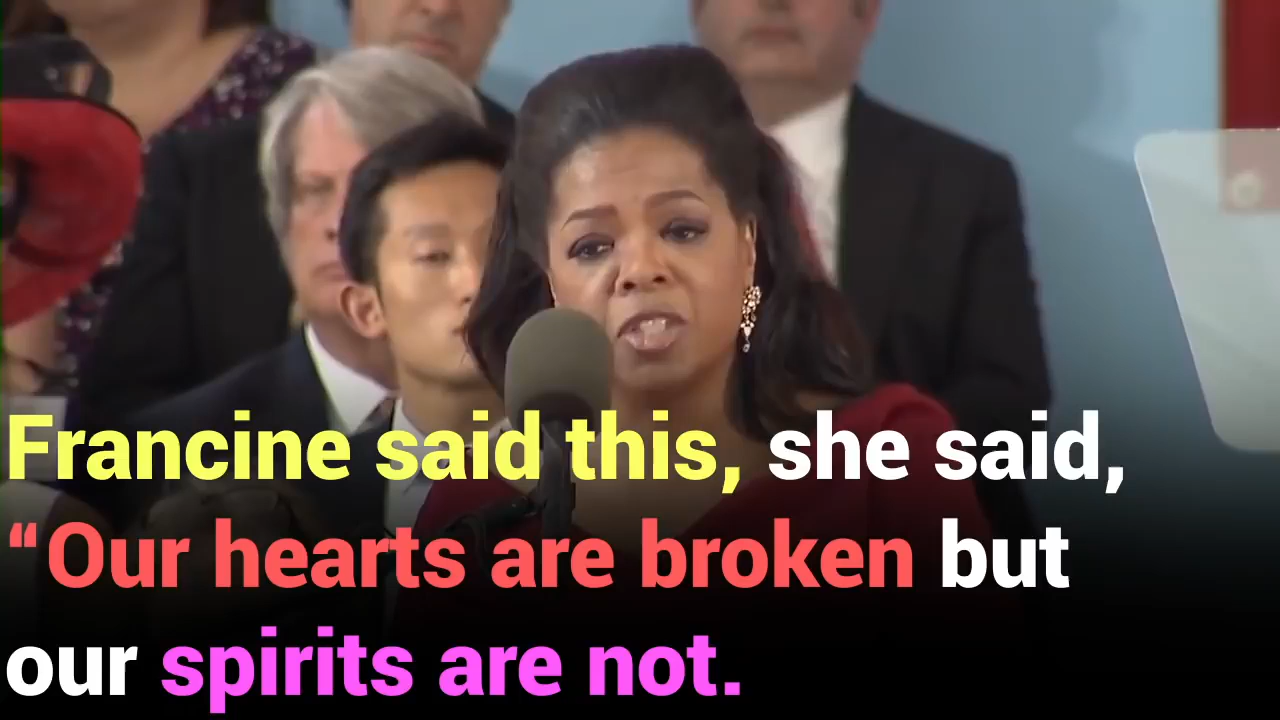 Francine said this, she said,
“Our hearts are broken but
our spirits are not.